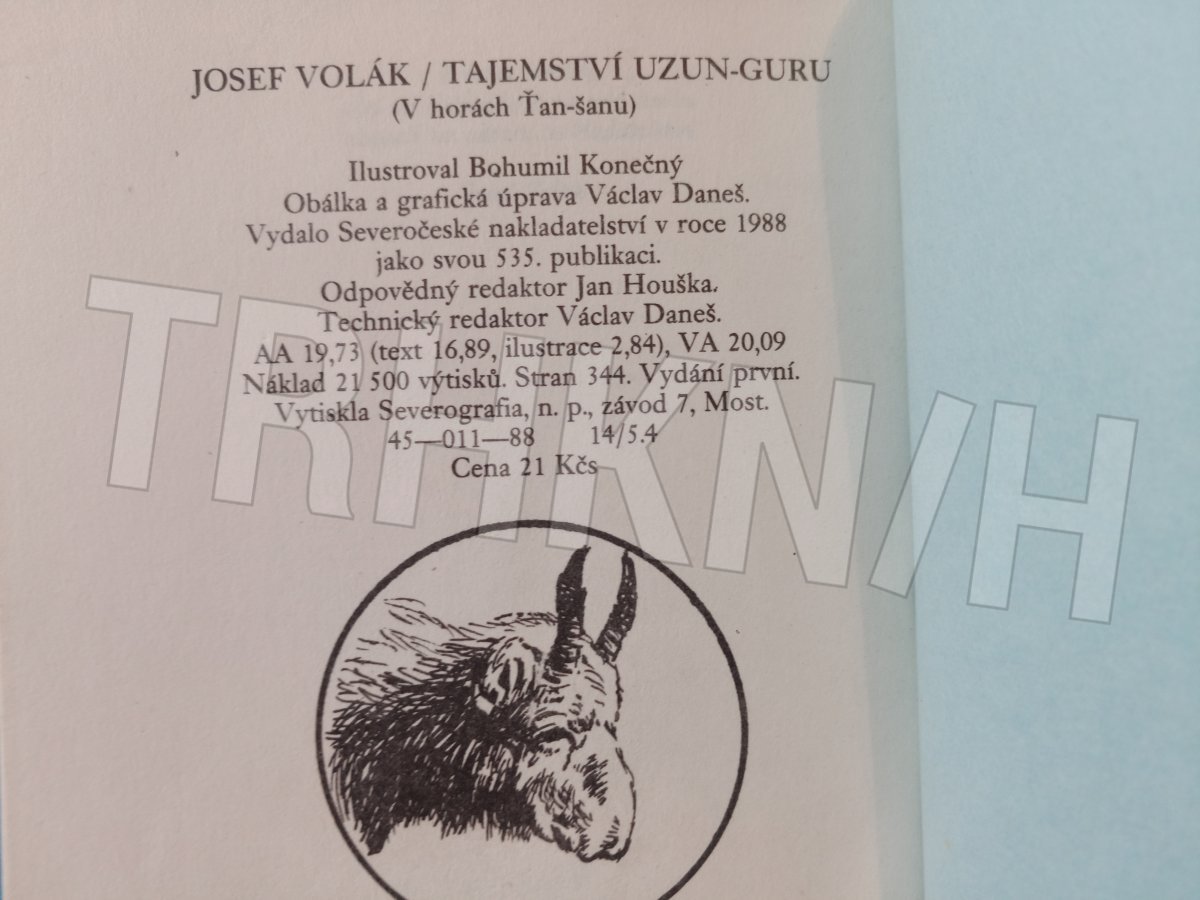 JOSEF VOLÁK / TAJEMSTVÍ UZUN-GURU
(V horách Ťan-šanu)
Ilustroval Bohumil Konečný
Obálka a grafická úprava Václav Daneš.
Vydalo Severočeské nakladatelství v roce 1988
jako svou 535. publikaci.
Odpovědný redaktor Jan Houška.
Technický redaktor Václav Daneš.
AA 19,73 (text 16,89, ilustrace 2,84), VA 20,09
Náklad 21 500 výtisků. Stran 344. Vydání první.
Vytiskla Severografia, n. p., závod 7, Most.
45—011—88 14/5.4
Cena 21 Kčs
TRHKN/H